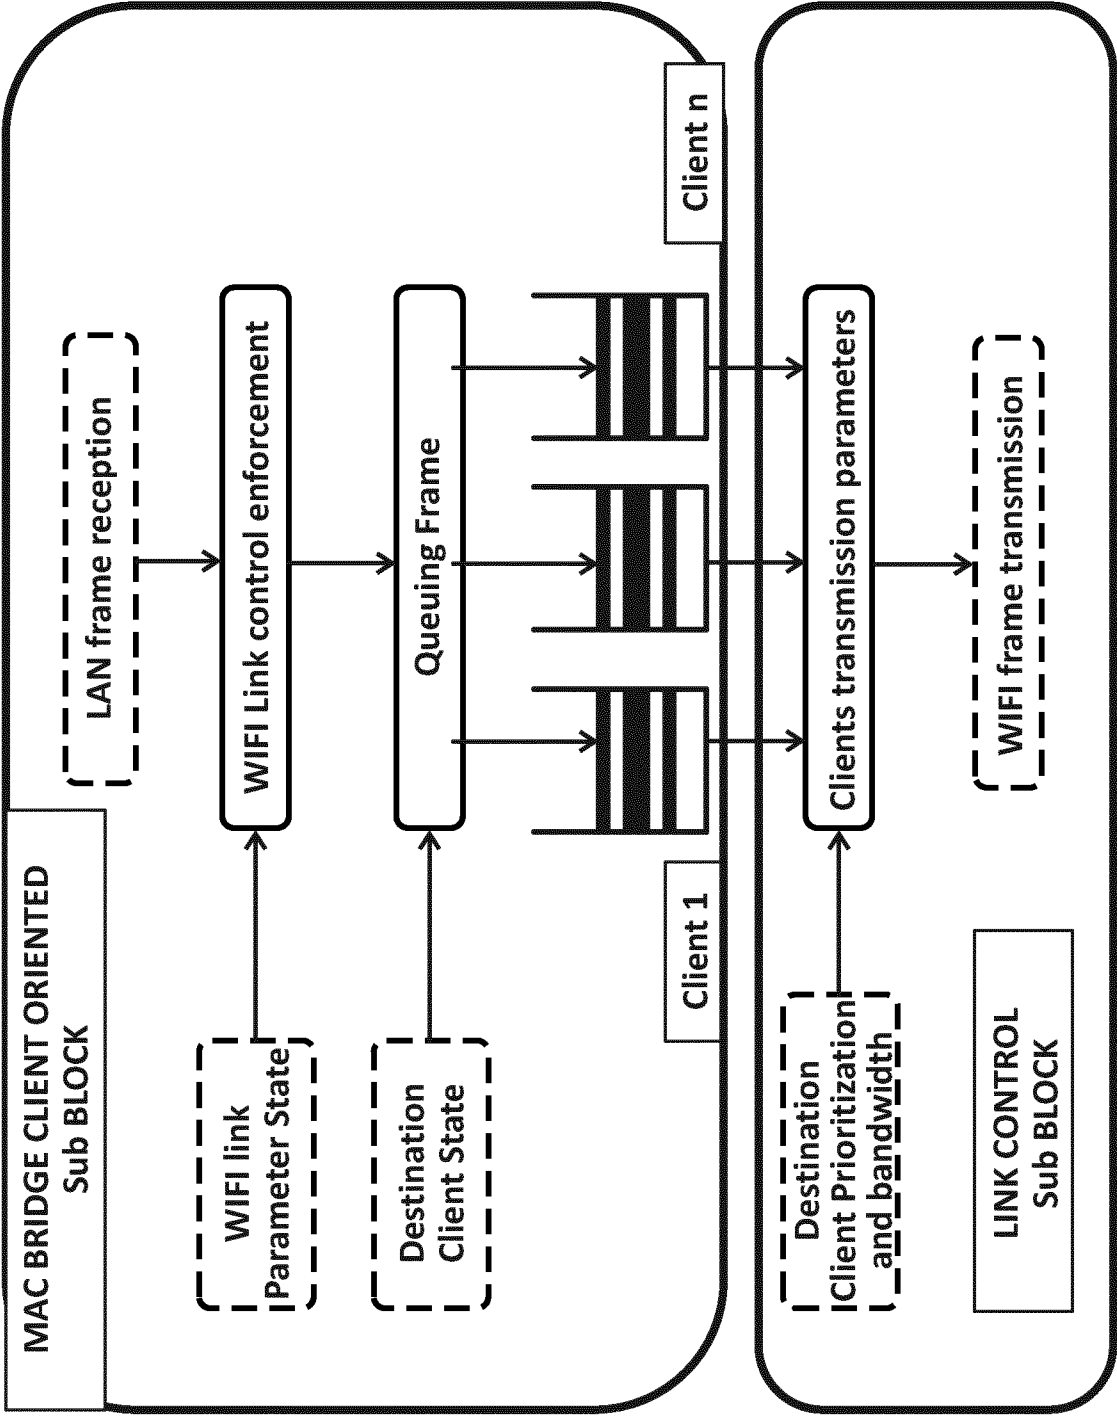 MAC BRIDGE CLIENT ORIENTED
Sub BLOCK
LAN frame reception
WIFI link
Parameter State
WIFI Link control enforcement
Destination
Client State
Queuing Frame
Client 1
Client n
Destination
Client Prioritization
and bandwidth
Clients transmission parameters
LINK CONTROL
Sub BLOCK
WIFI frame transmission